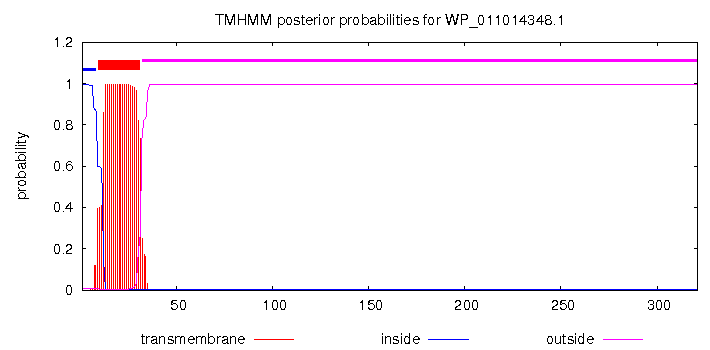 TMHMM posterior probabilities for WP_011014348.1
1.2
1
0.8
0.6
0.4
0.2
0
probability
50
100
150
200
250
300
transmembrane
inside
outside